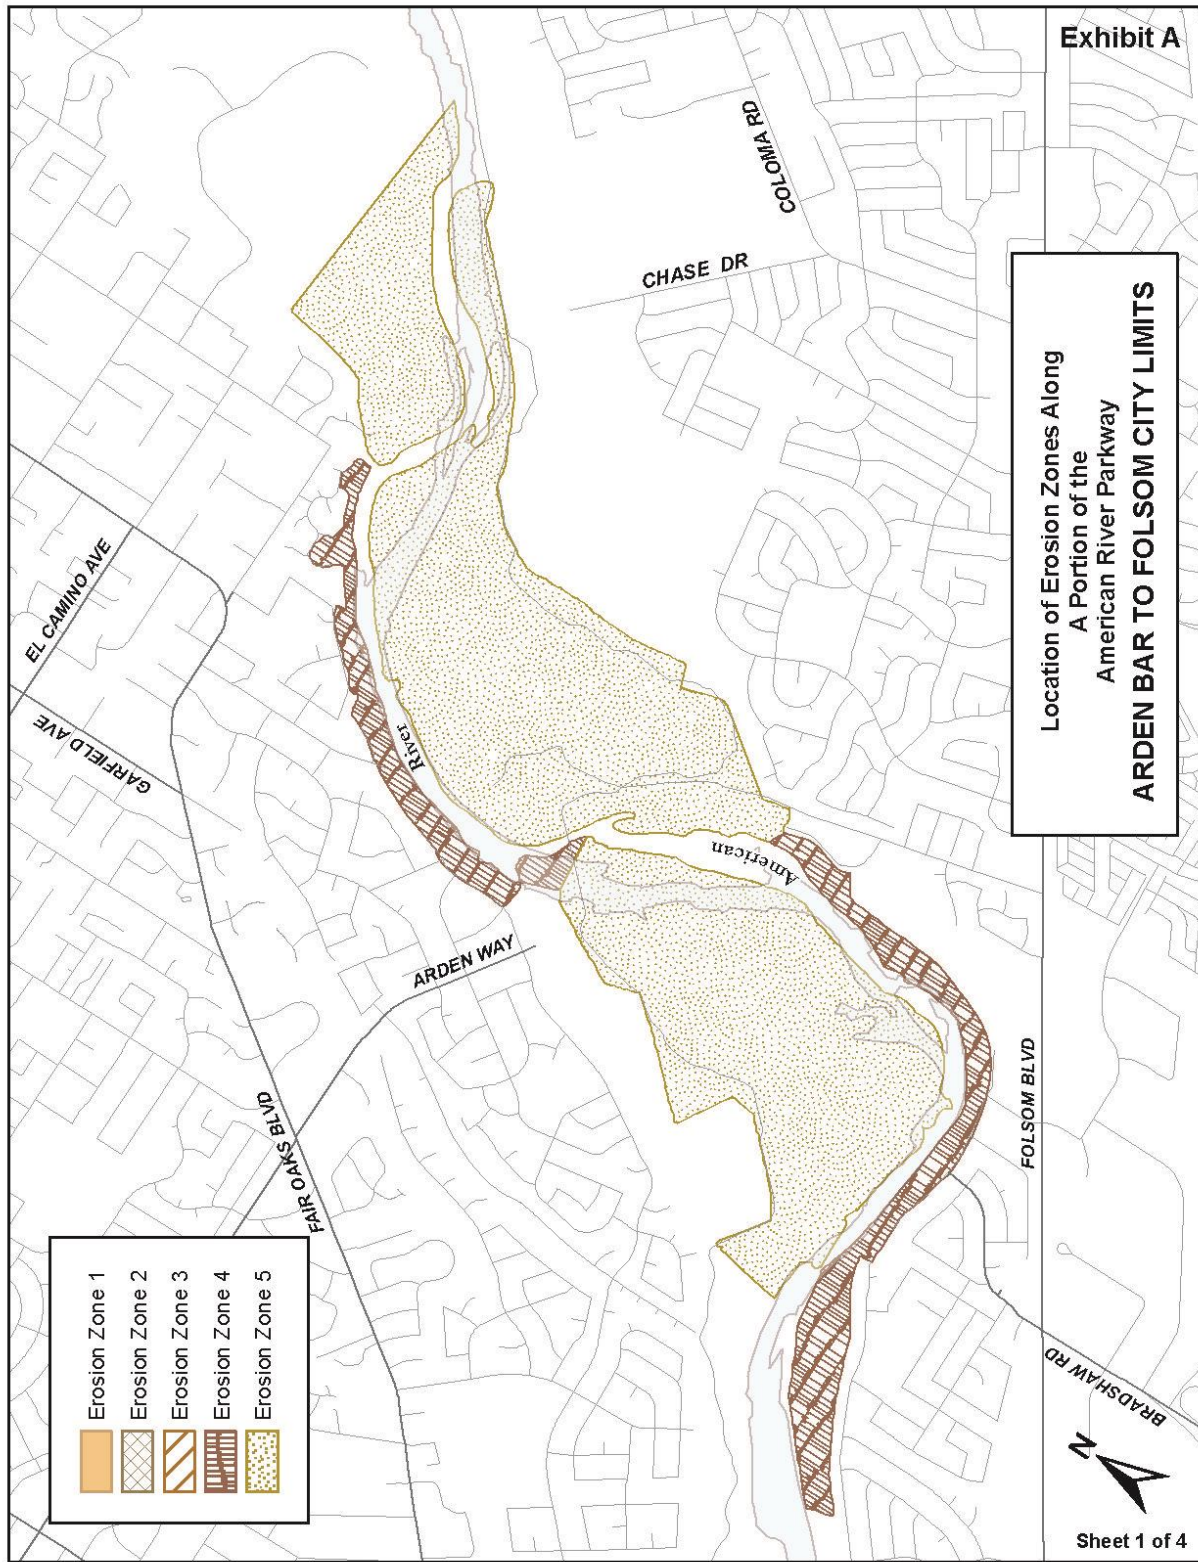 Exhibit A
COLOMA RD
CHASE DR
EL CAMINO AVE
GARFIELD AVE
River
American
ARDEN WAY
FAIR OAKS BLVD
FOLSOM BLVD
BRADSHAW RD
Location of Erosion Zones Along
A Portion of the
American River Parkway
ARDEN BAR TO FOLSOM CITY LIMITS
Erosion Zone 1
Erosion Zone 2
Erosion Zone 3
Erosion Zone 4
Erosion Zone 5
N
Sheet 1 of 4